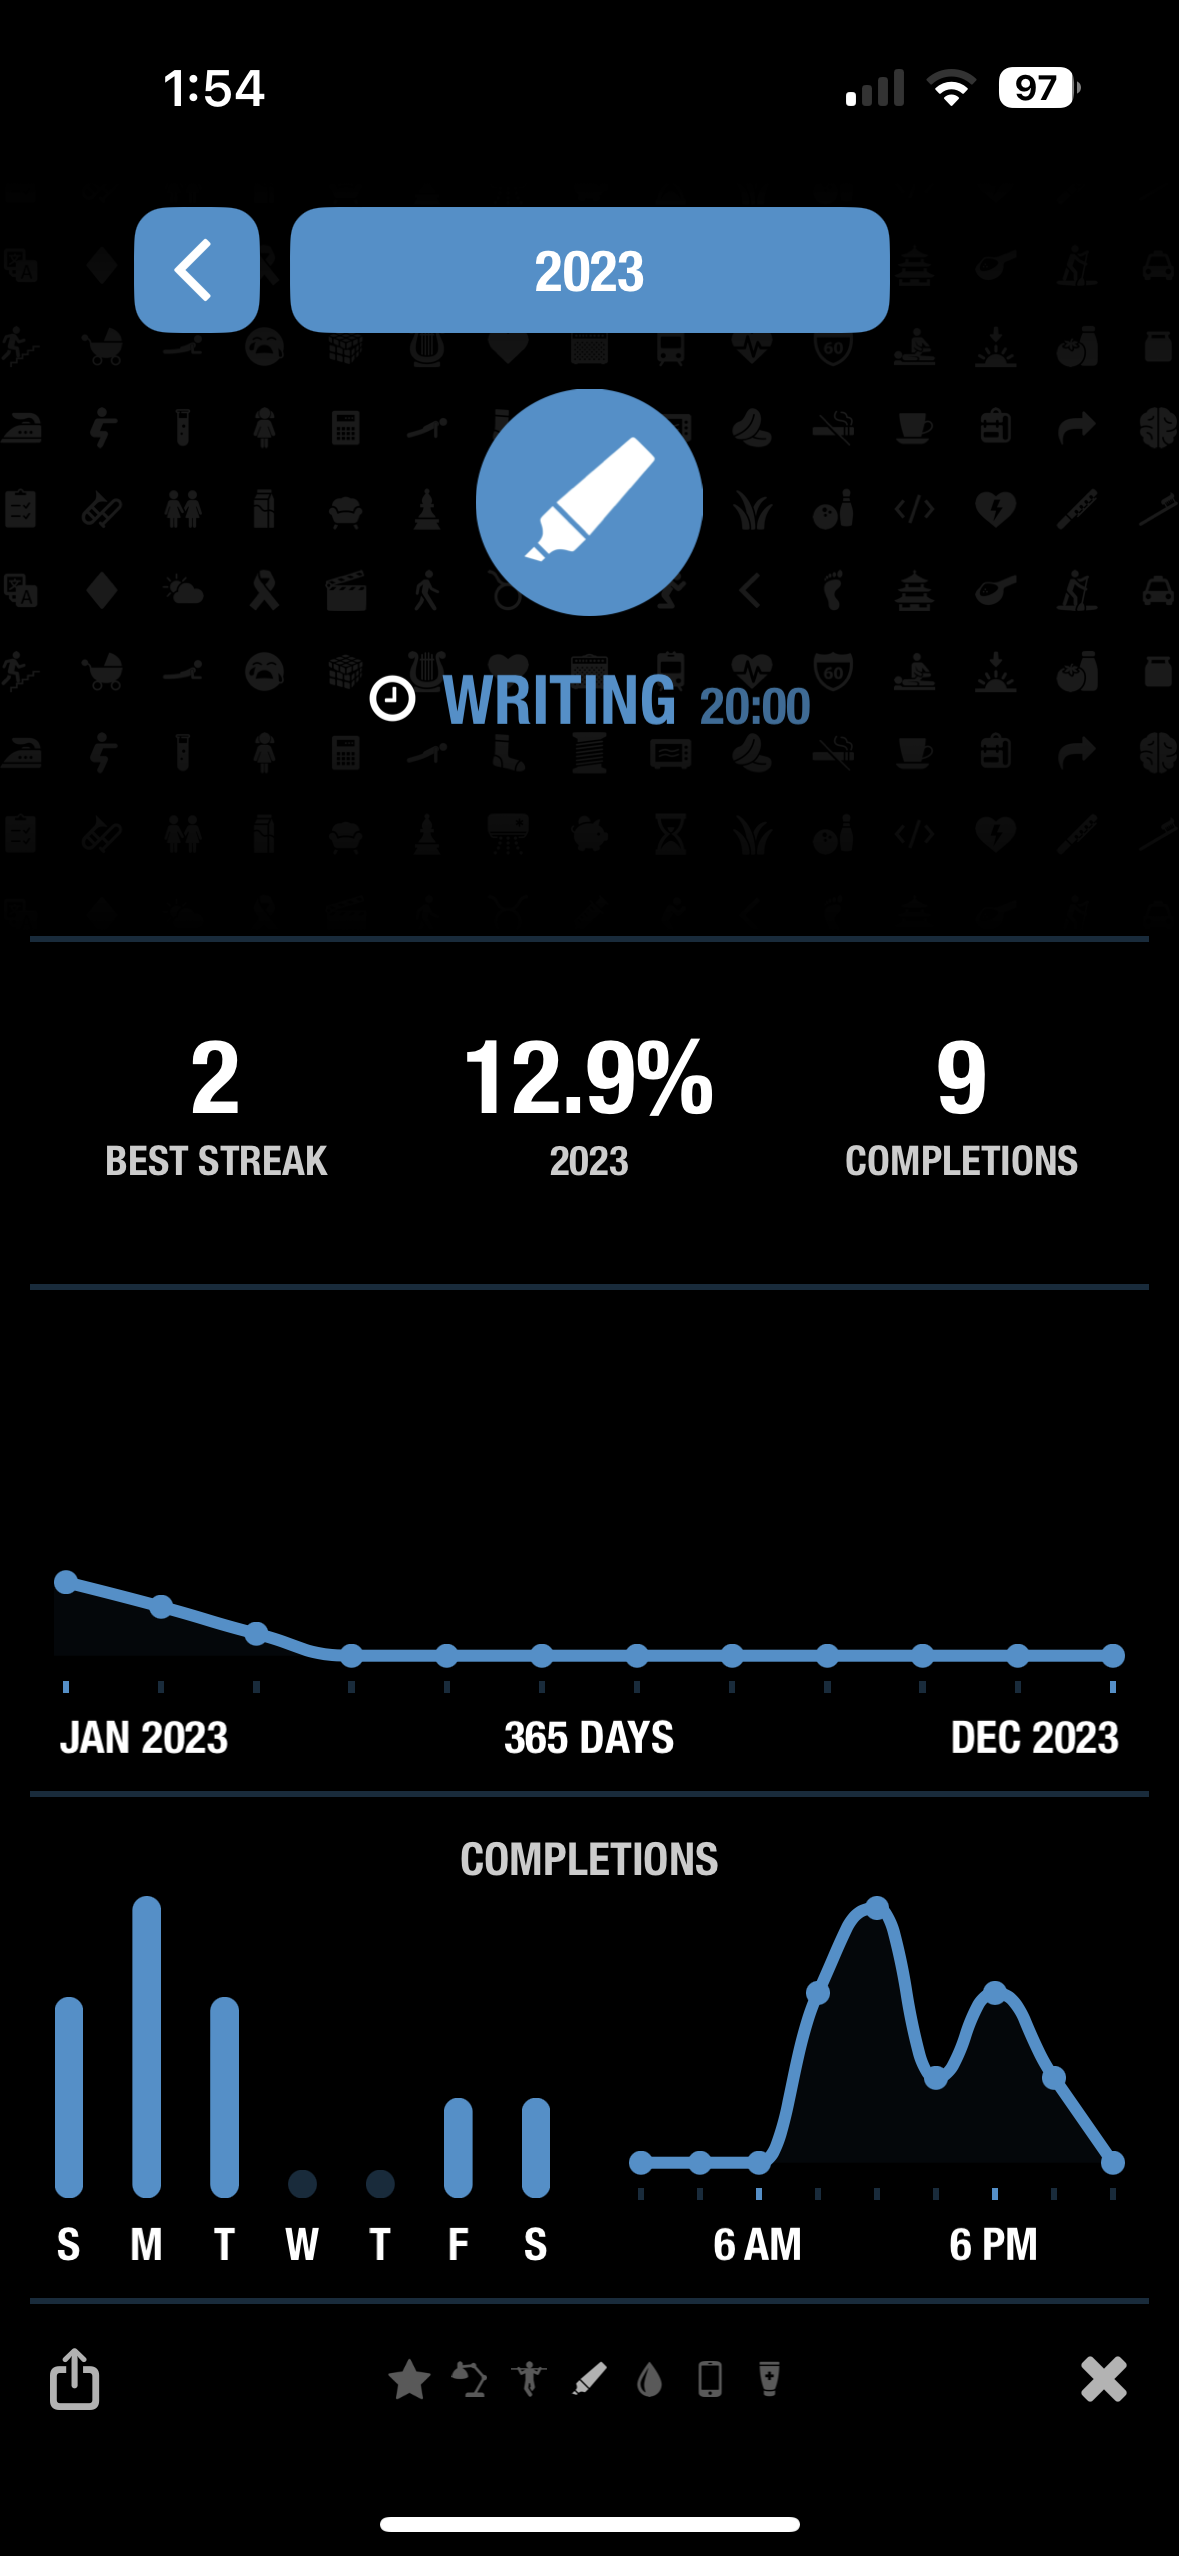 1:54
97
2023
WRITING 20:00
2 12.9% 9
BEST STREAK 2023 COMPLETIONS
JAN 2023 365 DAYS DEC 2023
COMPLETIONS
S M T W T F S 6 AM 6 PM